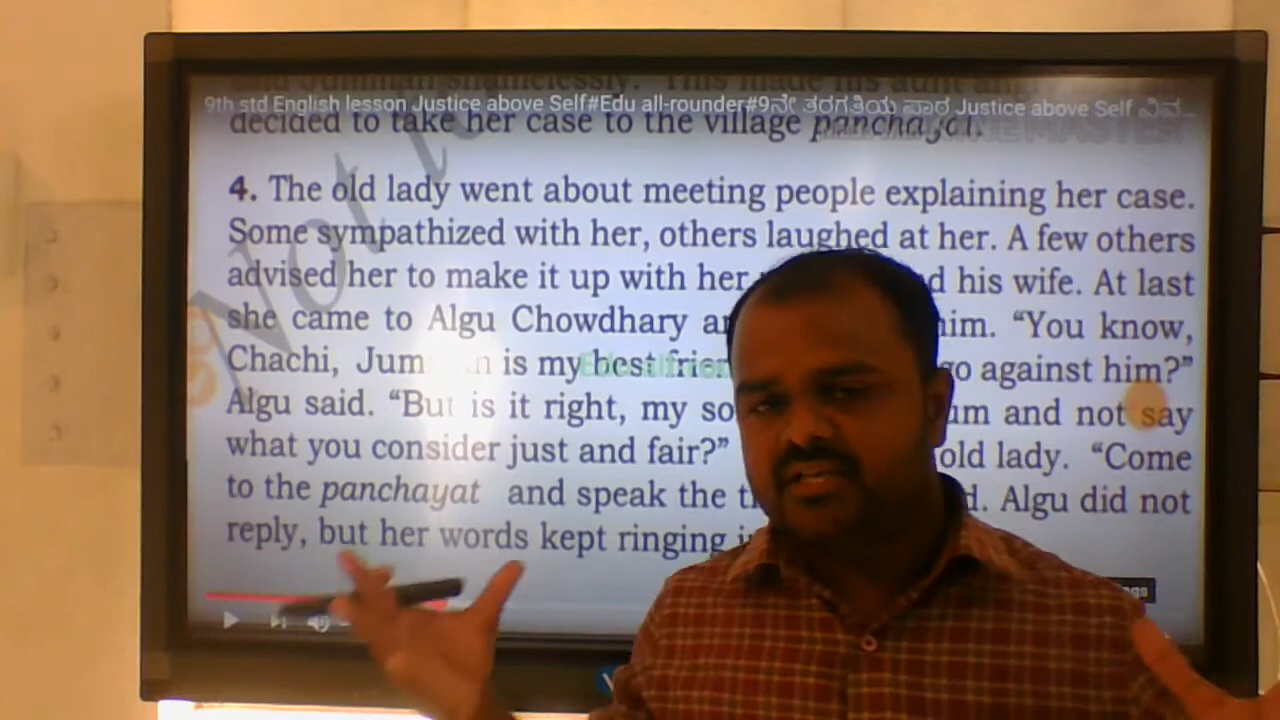 9th std English lesson Justice above Self#Edu all-rounder#9ನೇ ತರಗತಿಯ ಪಾಠ Justice above Self ವಿವ...
decided to take her case to the village panchayat.
4. The old lady went about meeting people explaining her case.
Some sympathized with her, others laughed at her. A few others
advised her to make it up with her d his wife. At last
she came to Algu Chowdhary him. “You know,
Chachi, Jum n is my best frien go against him?”
Algu said. “But is it right, my so um and not say
what you consider just and fair?” old lady. “Come
to the panchayat and speak the t d. Algu did not
reply, but her words kept ringing
Not